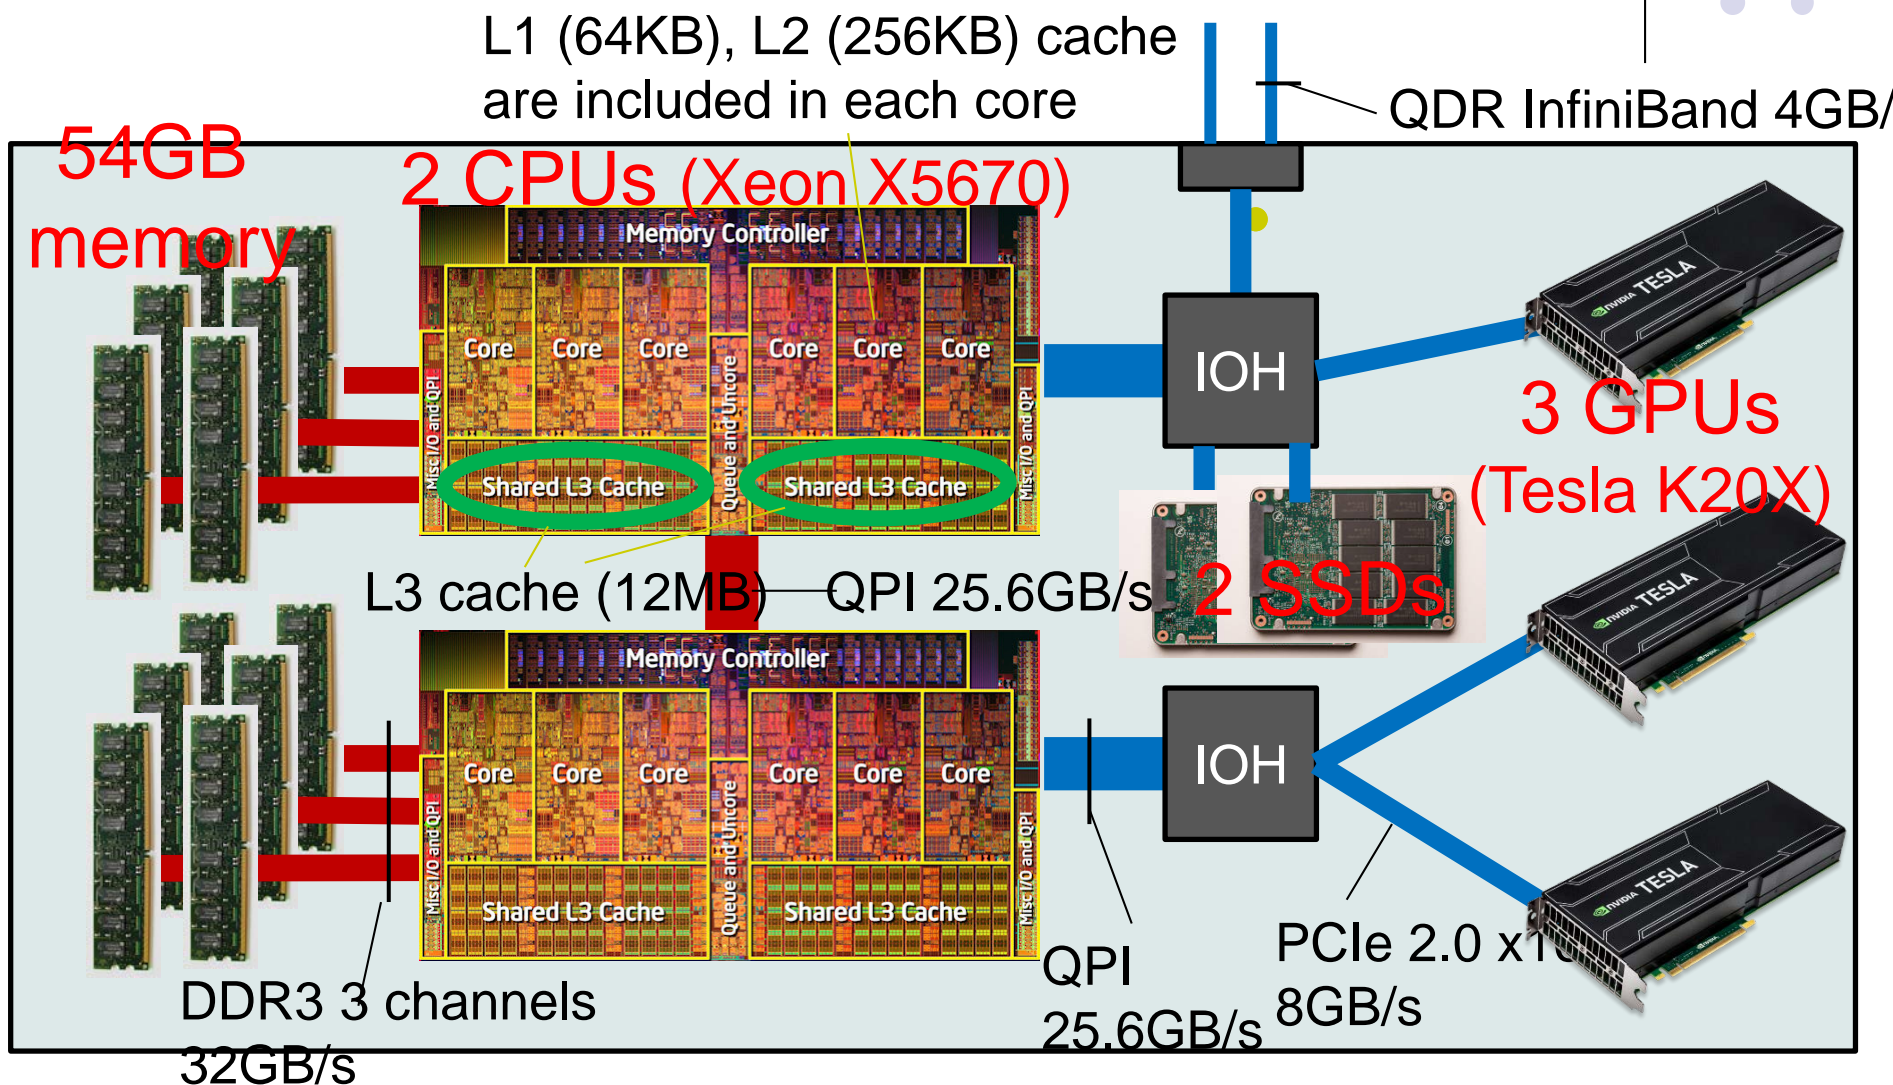 L1 (64KB), L2 (256KB) cache
are included in each core
QDR InfiniBand 4GB/
54GB
memory
2 CPUs (Xeon X5670)
Memory Controller
Core Core Core Core Core Core
Misc I/O and QPI
Queue and Uncore
Misc I/O and QPI
Shared L3 Cache
Shared L3 Cache
IOH
NVIDIA TESLA
3 GPUs
(Tesla K20X)
L3 cache (12MB)
QPI 25.6GB/s
2 SSDs
Memory Controller
Core Core Core Core Core Core
Misc I/O and QPI
Queue and Uncore
Misc I/O and QPI
Shared L3 Cache
Shared L3 Cache
IOH
NVIDIA TESLA
NVIDIA TESLA
DDR3 3 channels
32GB/s
QPI
25.6GB/s
PCIe 2.0
8GB/s